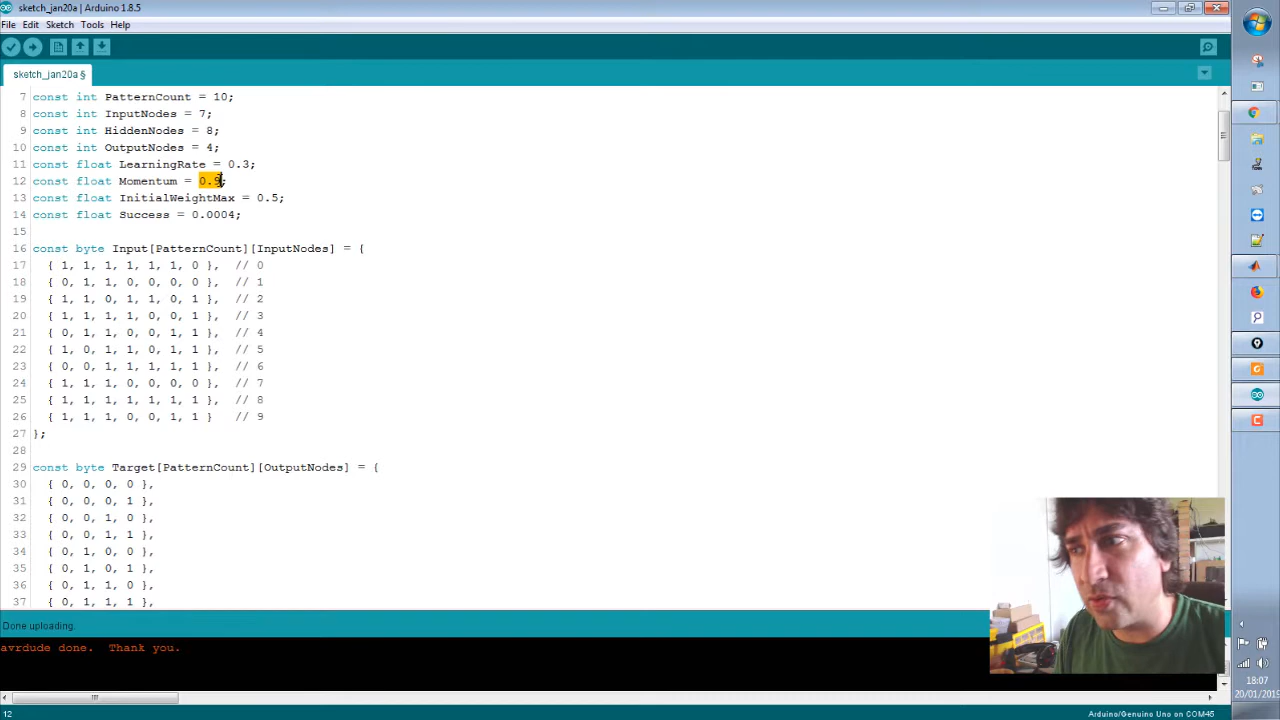 sketch_jan20a | Arduino 1.8.5
File Edit Sketch Tools Help
sketch_jan20a §
7 const int PatternCount = 10;
8 const int InputNodes = 7;
9 const int HiddenNodes = 8;
10 const int OutputNodes = 4;
11 const float LearningRate = 0.3;
12 const float Momentum = 0.9;
13 const float InitialWeightMax = 0.5;
14 const float Success = 0.0004;
15
16 const byte Input[PatternCount][InputNodes] = {
17 { 1, 1, 1, 1, 1, 1, 0 }, // 0
18 { 0, 1, 1, 0, 0, 0, 0 }, // 1
19 { 1, 1, 0, 1, 1, 0, 1 }, // 2
20 { 1, 1, 1, 1, 0, 0, 1 }, // 3
21 { 0, 1, 1, 0, 0, 1, 1 }, // 4
22 { 1, 0, 1, 1, 0, 1, 1 }, // 5
23 { 0, 0, 1, 1, 1, 1, 1 }, // 6
24 { 1, 1, 1, 0, 0, 0, 0 }, // 7
25 { 1, 1, 1, 1, 1, 1, 1 }, // 8
26 { 1, 1, 1, 0, 0, 1, 1 } // 9
27 };
28
29 const byte Target[PatternCount][OutputNodes] = {
30 { 0, 0, 0, 0 },
31 { 0, 0, 0, 1 },
32 { 0, 0, 1, 0 },
33 { 0, 0, 1, 1 },
34 { 0, 1, 0, 0 },
35 { 0, 1, 0, 1 },
36 { 0, 1, 1, 0 },
37 { 0, 1, 1, 1 },
Done uploading.
avrdude done. Thank you.
12
Arduino/Genuino Uno on COM45
18:07
20/01/2019